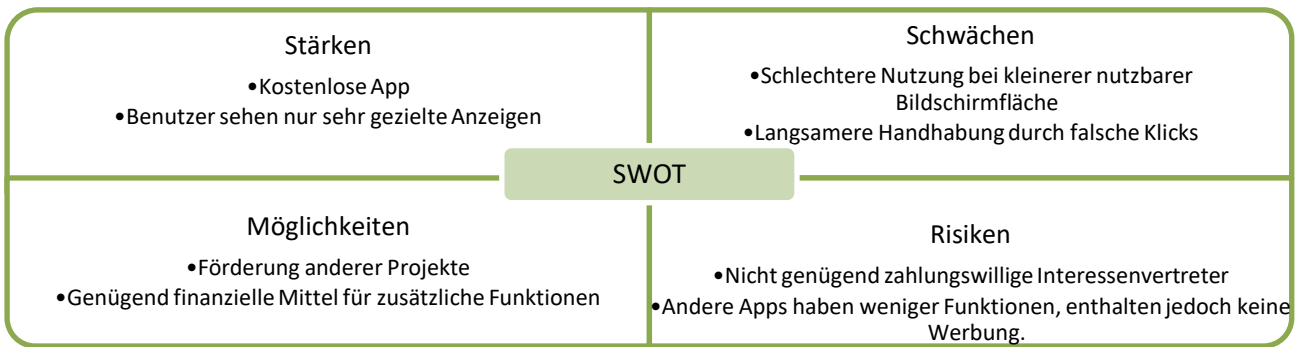 Stärken
•Kostenlose App
•Benutzer sehen nur sehr gezielte Anzeigen
Schwächen
•Schlechtere Nutzung bei kleinerer nutzbarer
Bildschirmfläche
•Langsamere Handhabung durch falsche Klicks
SWOT
Möglichkeiten
•Förderung anderer Projekte
•Genügend finanzielle Mittel für zusätzliche Funktionen
Risiken
•Nicht genügend zahlungswillige Interessenvertreter
•Andere Apps haben weniger Funktionen, enthalten jedoch keine
Werbung.